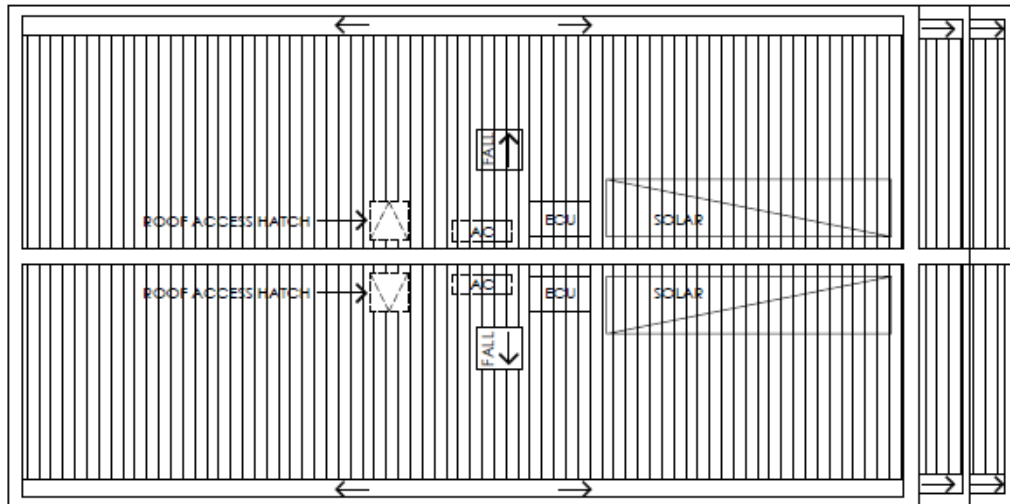 FALL
ROOF ACCESS HATCH
AC
ECU
SOLAR
ROOF ACCESS HATCH
AC
ECU
SOLAR
FALL